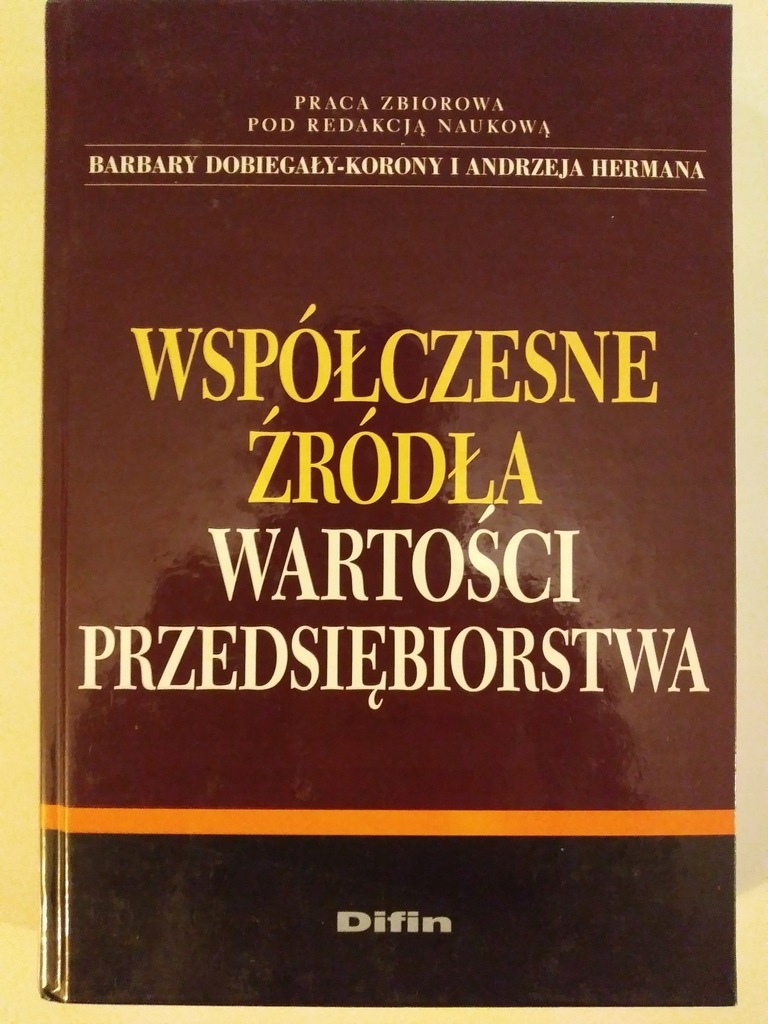 PRACA ZBIOROWA
POD REDAKCJĄ NAUKOWĄ
BARBARY DOBIEGAŁY-KORONY I ANDRZEJA HERMANA
WSPÓŁCZESNE
ŹRÓDŁA
WARTOŚCI
PRZEDSIĘBIORSTWA
Difin